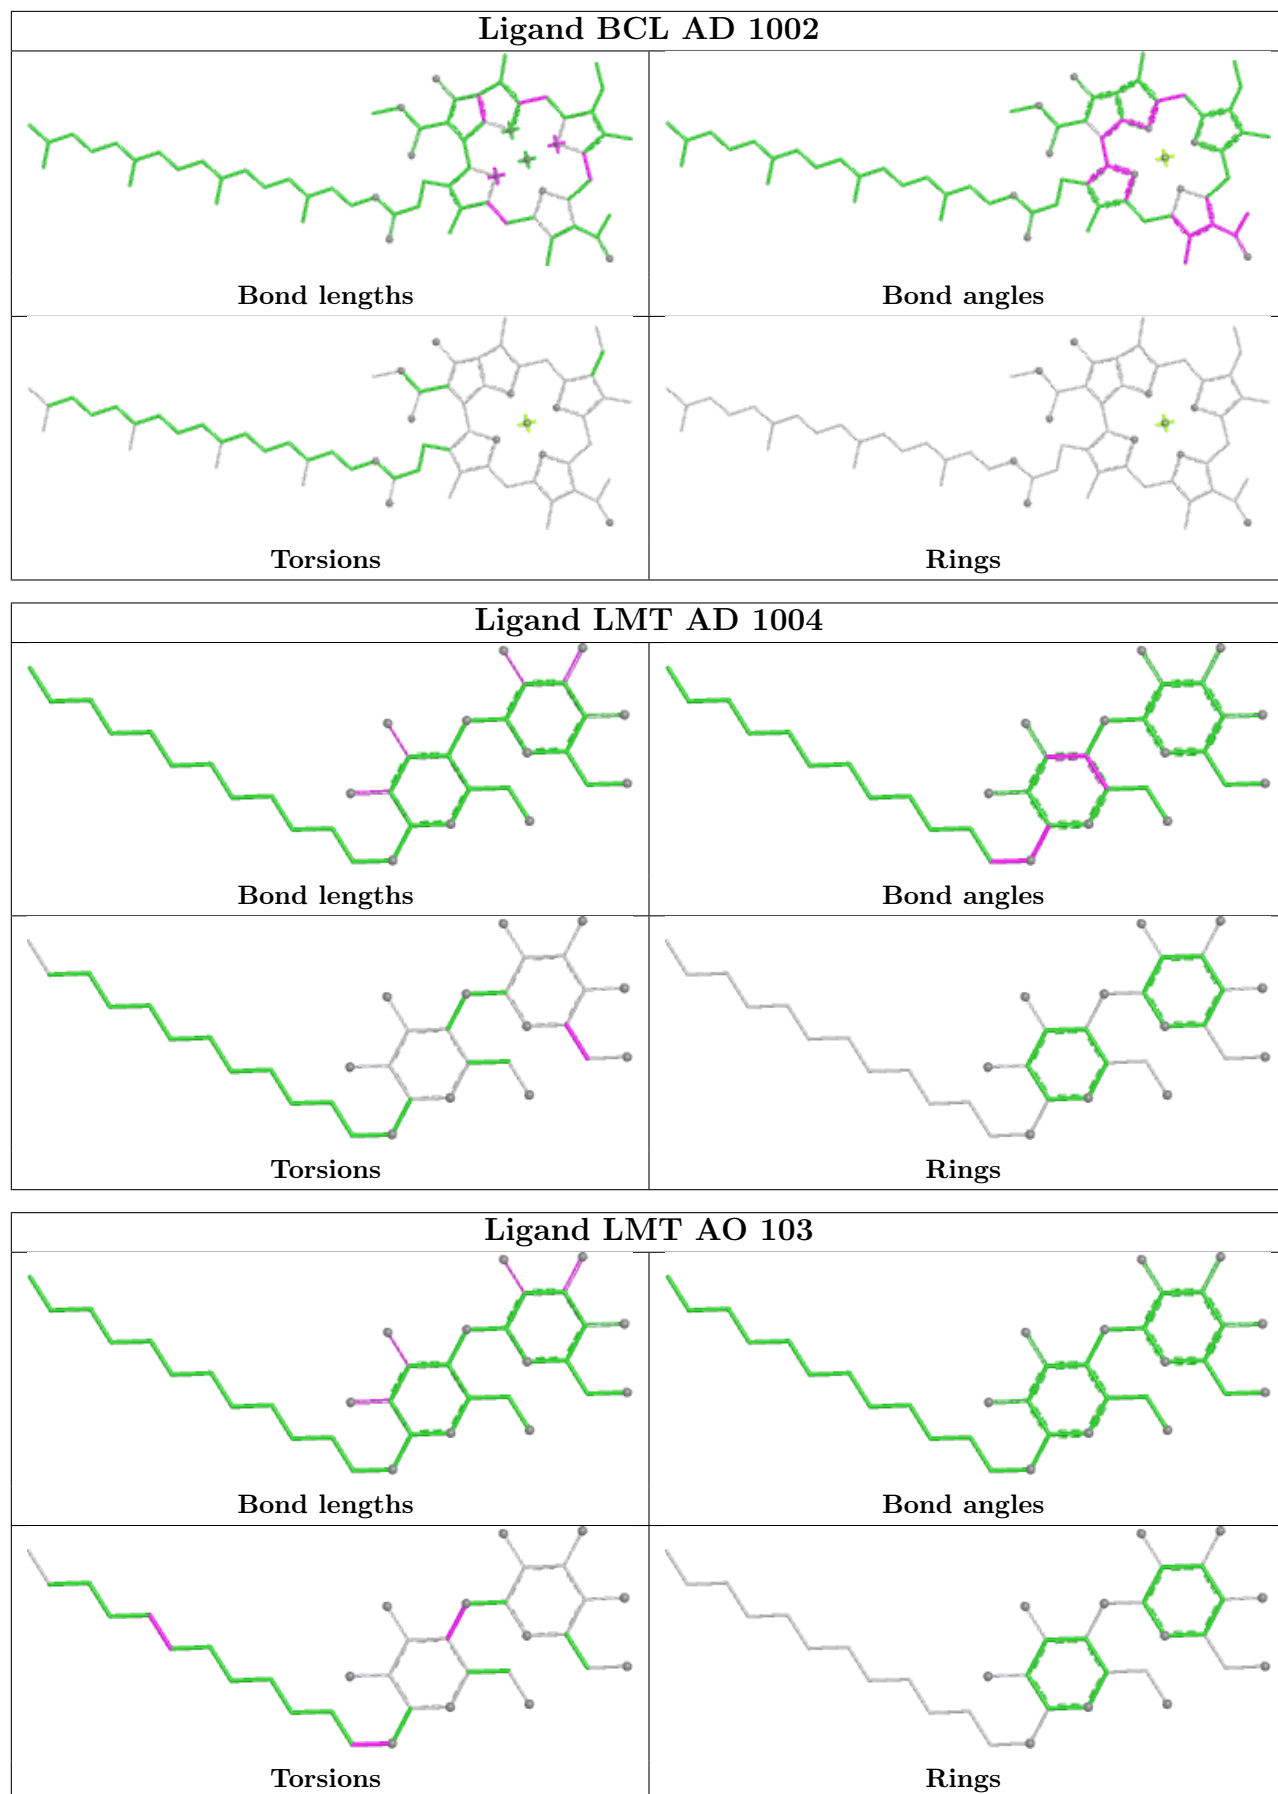 Ligand BCL AD 1002
Bond lengths
Bond angles
Torsions
Rings
Ligand LMT AD 1004
Bond lengths
Bond angles
Torsions
Rings
Ligand LMT AO 103
Bond lengths
Bond angles
Torsions
Rings